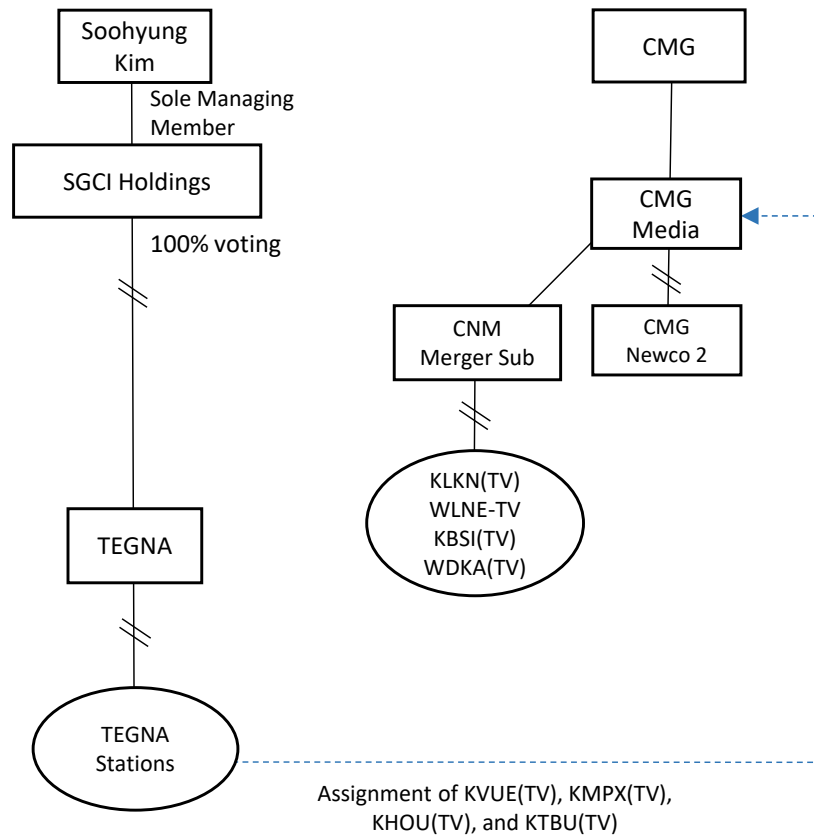 Soohyung
Kim
Sole Managing
Member
SGCI Holdings
100% voting
TEGNA
TEGNA
Stations
CMG
CMG
Media
CNM
Merger Sub
CMG
Newco 2
KLKN(TV)
WLNE-TV
KBSI(TV)
WDKA(TV)
Assignment of KVUE(TV), KMPX(TV),
KHOU(TV), and KTBU(TV)